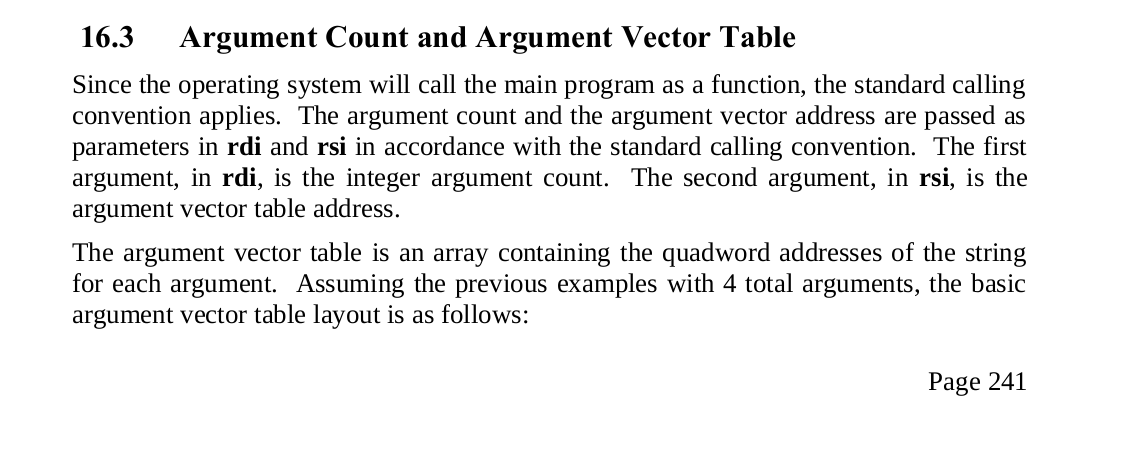 16.3 Argument Count and Argument Vector Table
Since the operating system will call the main program as a function, the standard calling
convention applies. The argument count and the argument vector address are passed as
parameters in rdi and rsi in accordance with the standard calling convention. The first
argument, in rdi, is the integer argument count. The second argument, in rsi, is the
argument vector table address.
The argument vector table is an array containing the quadword addresses of the string
for each argument. Assuming the previous examples with 4 total arguments, the basic
argument vector table layout is as follows:
Page 241